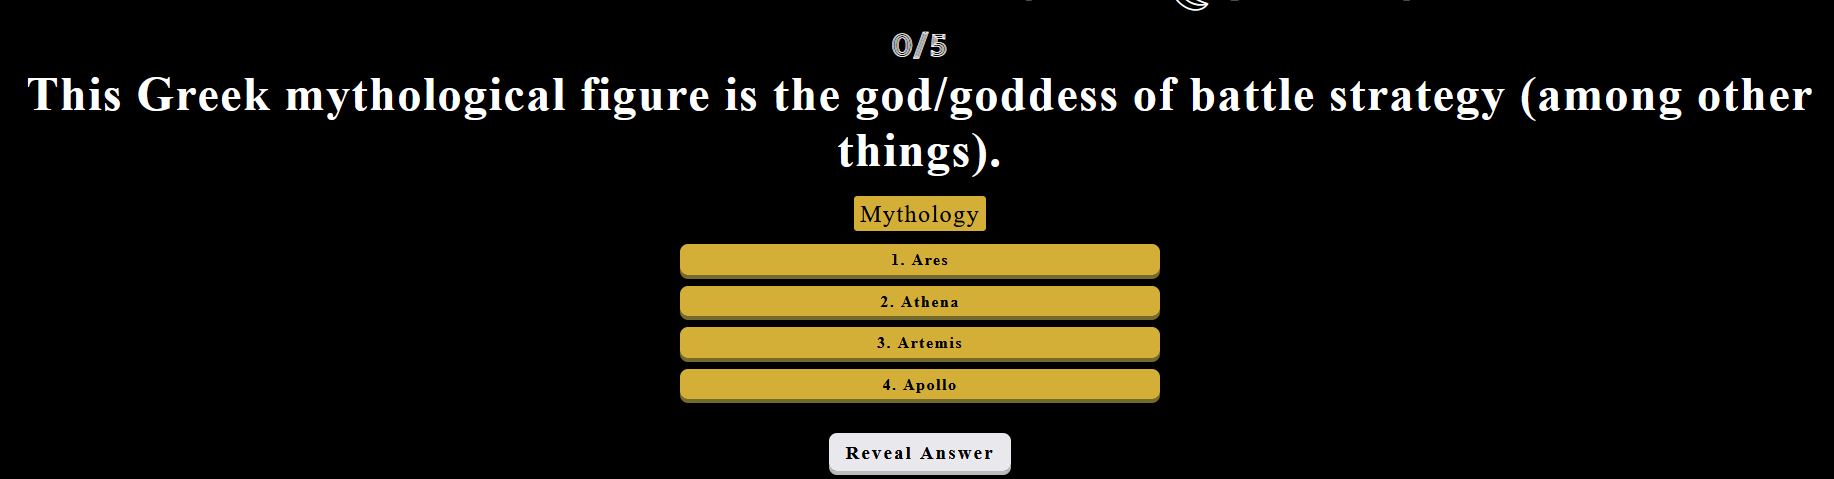 0/5
This Greek mythological figure is the god/goddess of battle strategy (among other
things).
Mythology
1. Ares
2. Athena
3. Artemis
4. Apollo
Reveal Answer